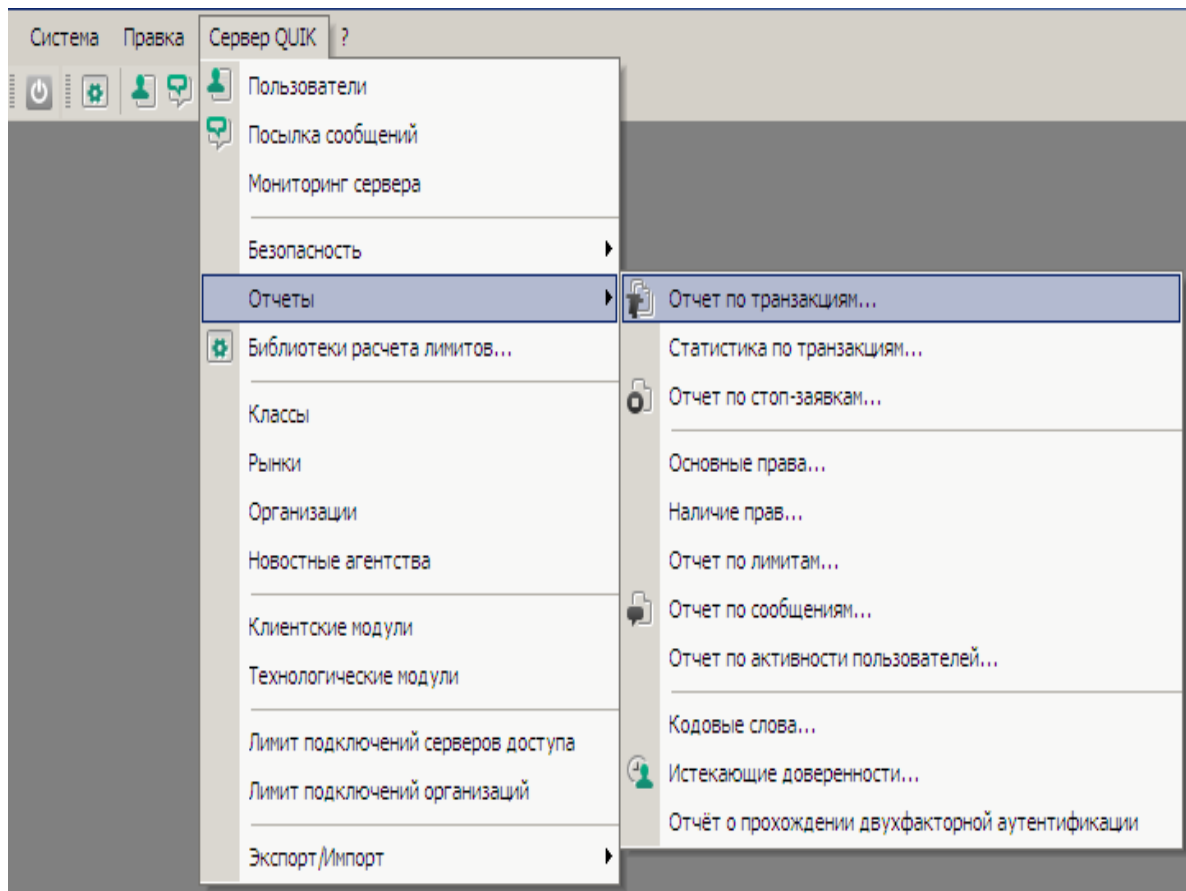 Система Правка Сервер QUIK ?
Пользователи
Посылка сообщений
Мониторинг сервера
Безопасность
Отчеты
Библиотеки расчета лимитов...
Классы
Рынки
Организации
Новостные агентства
Клиентские модули
Технологические модули
Лимит подключений серверов доступа
Лимит подключений организаций
Экспорт/Импорт
Отчет по транзакциям...
Статистика по транзакциям...
Отчет по стоп-заявкам...
Основные права...
Наличие прав...
Отчет по лимитам...
Отчет по сообщениям...
Отчет по активности пользователей...
Кодовые слова...
Истекающие доверенности...
Отчёт о прохождении двухфакторной аутентификации